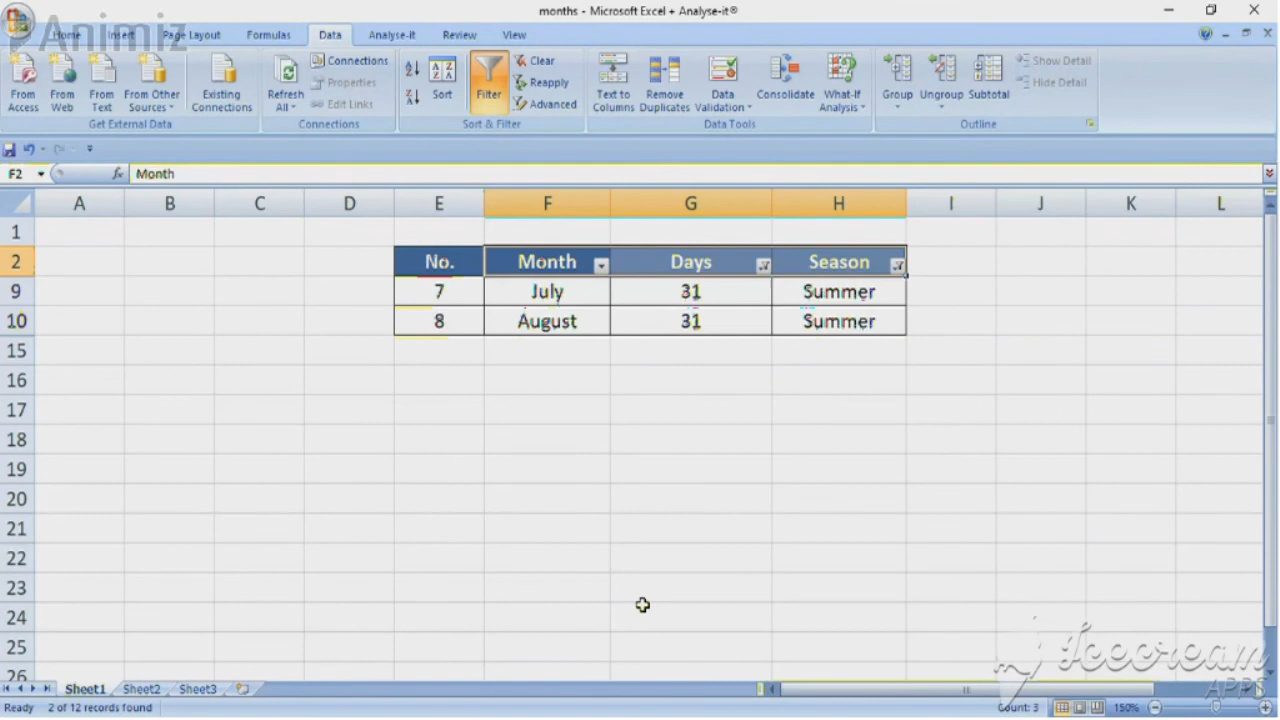 months - Microsoft Excel + Analyse-it®
Animiz
Home Insert Page Layout Formulas Data Analyse-it Review View
From Access
From Web
From Text
From Other Sources
Existing Connections
Get External Data
Refresh All
Connections
Properties
Edit Links
Connections
Sort
Filter
Clear
Reapply
Advanced
Sort & Filter
Text to Columns
Remove Duplicates
Data Validation
Consolidate
What-If Analysis
Data Tools
Group
Ungroup
Subtotal
Show Detail
Hide Detail
Outline
F2 fx Month
A B C D E F G H I J K L
1
2 No. Month Days Season
9 7 July 31 Summer
10 8 August 31 Summer
15
16
17
18
19
20
21
22
23
24
25
26
Icecream
APPS
Sheet1 Sheet2 Sheet3
Ready 2 of 12 records found Count: 3 150%